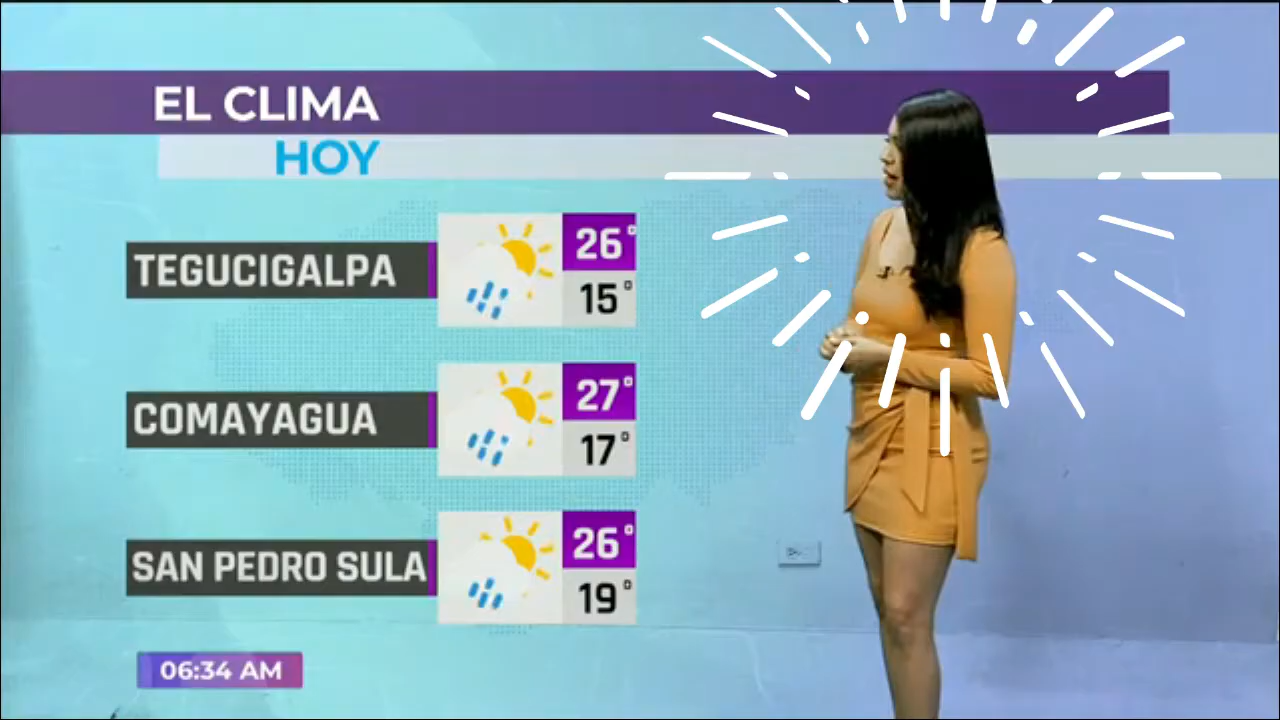 EL CLIMA
HOY
TEGUCIGALPA
26°
15°
COMAYAGUA
27°
17°
SAN PEDRO SULA
26°
19°
06:34 AM